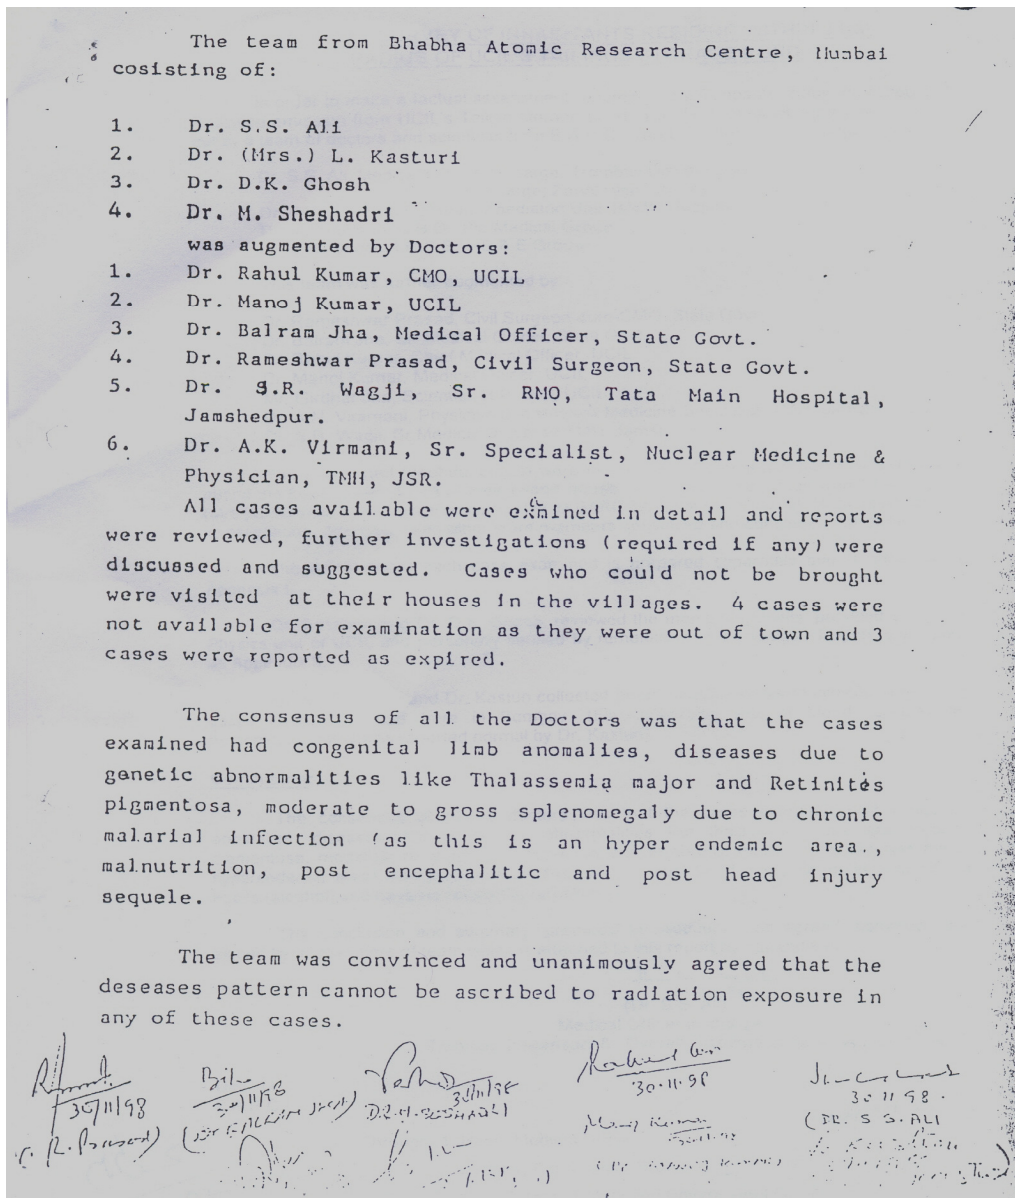 The team from Bhabha Atomic Research Centre, Mumbai
cosisting of:
1. Dr. S.S. Ali
2. Dr. (Mrs.) L. Kasturi
3. Dr. D.K. Ghosh
4. Dr. M. Sheshadri
was augmented by Doctors:
1. Dr. Rahul Kumar, CMO, UCIL
2. Dr. Manoj Kumar, UCIL
3. Dr. Balram Jha, Medical Officer, State Govt.
4. Dr. Rameshwar Prasad, Civil Surgeon, State Govt.
5. Dr. S.R. Wagji, Sr. RMO, Tata Main Hospital,
Jamshedpur.
6. Dr. A.K. Virmani, Sr. Specialist, Nuclear Medicine &
Physician, TMH, JSR.
All cases available were examined in detail and reports
were reviewed, further investigations (required if any) were
discussed and suggested. Cases who could not be brought
were visited at their houses in the villages. 4 cases were
not available for examination as they were out of town and 3
cases were reported as expired.
The consensus of all the Doctors was that the cases
examined had congenital limb anomalies, diseases due to
genetic abnormalities like Thalassemia major and Retinites
pigmentosa, moderate to gross splenomegaly due to chronic
malarial infection (as this is an hyper endemic area.,
malnutrition, post encephalitic and post head injury
sequele.
The team was convinced and unanimously agreed that the
deseases pattern cannot be ascribed to radiation exposure in
any of these cases.
30/11/98 30/11/98 30/11/98 30.11.98 30 11 98.
(R. Prasad) (DR. S S. ALI